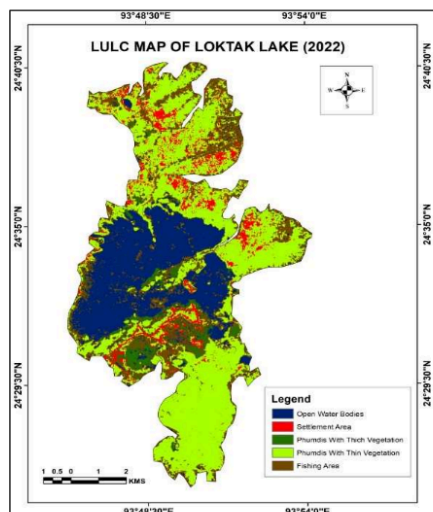 93°48'30"E 93°54'0"E
LULC MAP OF LOKTAK LAKE (2022)
24°40'30"N 24°40'30"N
N
W E
S
24°35'0"N 24°35'0"N
24°29'30"N 24°29'30"N
Legend
Open Water Bodies
Settlement Area
Phumdis With Thich Vegetation
Phumdis With Thin Vegetation
Fishing Area
1 0.5 0 1 2
KMS
93°48'30"E 93°54'0"E